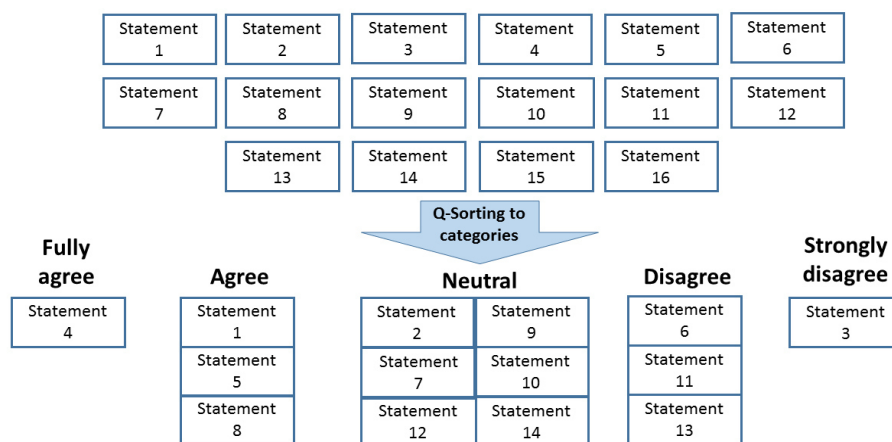 Statement
1
Statement
2
Statement
3
Statement
4
Statement
5
Statement
6
Statement
7
Statement
8
Statement
9
Statement
10
Statement
11
Statement
12
Statement
13
Statement
14
Statement
15
Statement
16
Q-Sorting to
categories
Fully
agree
Agree
Neutral
Disagree
Strongly
disagree
Statement
4
Statement
1
Statement
5
Statement
8
Statement
2
Statement
9
Statement
7
Statement
10
Statement
12
Statement
14
Statement
6
Statement
11
Statement
13
Statement
3